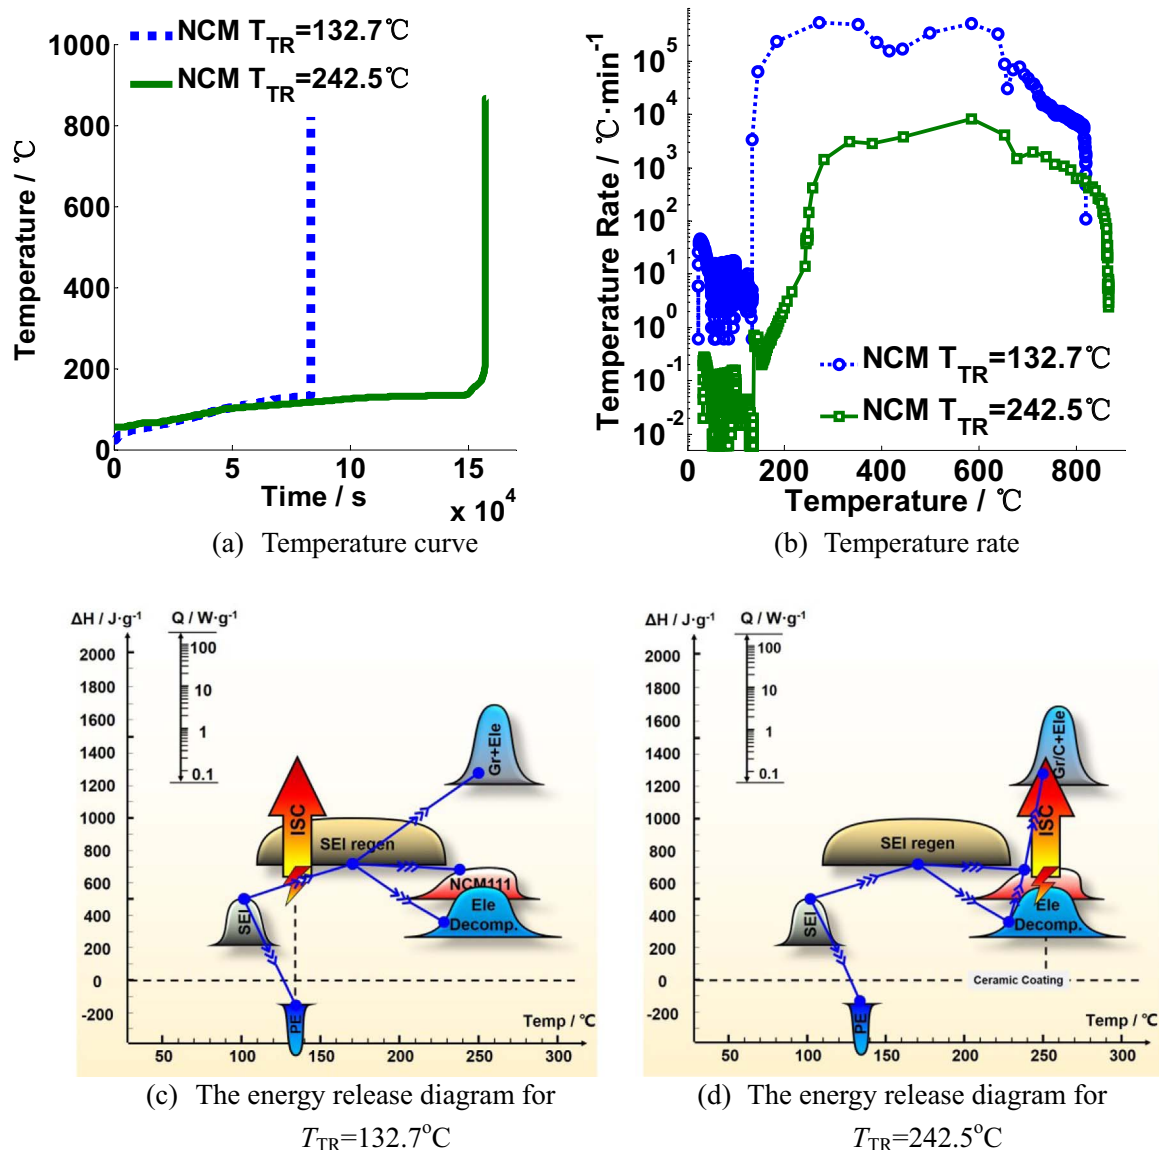 NCM T_TR=132.7℃
NCM T_TR=242.5℃
Temperature / ℃
1000
800
600
400
200
0
0
5
10
15
x 10^4
Time / s
(a) Temperature curve
Temperature Rate / ℃·min^-1
10^5
10^4
10^3
10^2
10^1
10^0
10^-1
10^-2
NCM T_TR=132.7℃
NCM T_TR=242.5℃
0
200
400
600
800
Temperature / ℃
(b) Temperature rate
ΔH / J·g^-1
Q / W·g^-1
2000
1800
1600
1400
1200
1000
800
600
400
200
0
-200
100
10
1
0.1
Gr+Ele
ISC
SEI regen
NCM111
SEI
Ele
Decomp.
PE
Temp / ℃
50
100
150
200
250
300
(c) The energy release diagram for
T_TR=132.7°C
ΔH / J·g^-1
Q / W·g^-1
2000
1800
1600
1400
1200
1000
800
600
400
200
0
-200
100
10
1
0.1
Gr/C+Ele
ISC
SEI regen
SEI
Ele
Decomp.
Ceramic Coating
PE
Temp / ℃
50
100
150
200
250
300
(d) The energy release diagram for
T_TR=242.5°C